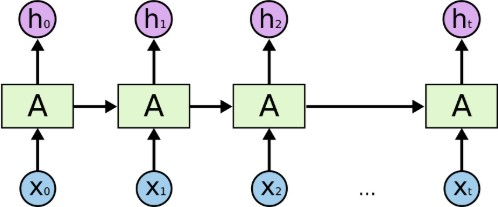 h₀ h₁ h₂ hₜ
A A A A
x₀ x₁ x₂ ... xₜ